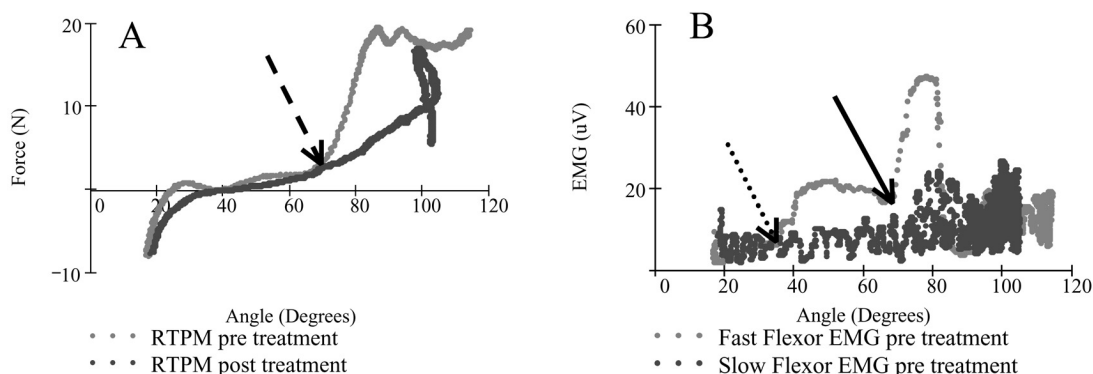 A
20
10
−10
Force (N)
0 20 40 60 80 100 120
Angle (Degrees)
RTPM pre treatment
RTPM post treatment
B
60
40
20
EMG (uV)
0 20 40 60 80 100 120
Angle (Degrees)
Fast Flexor EMG pre treatment
Slow Flexor EMG pre treatment